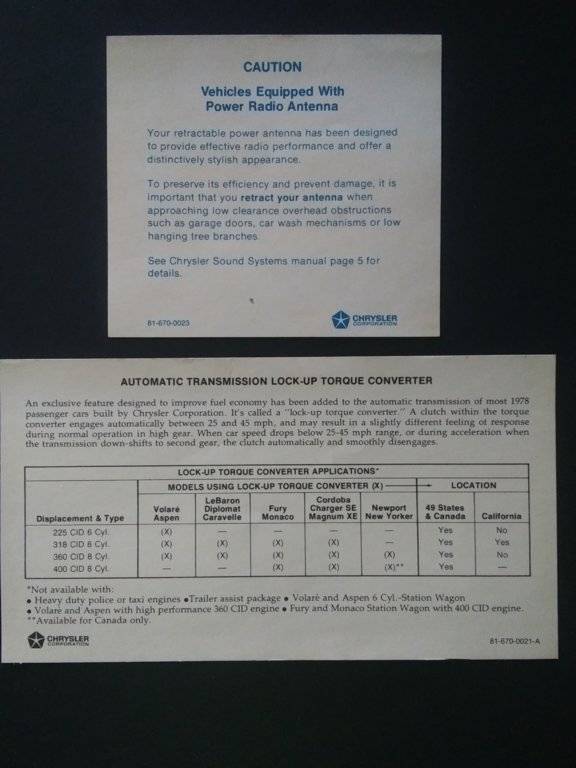 CAUTION
Vehicles Equipped With
Power Radio Antenna
Your retractable power antenna has been designed
to provide effective radio performance and offer a
distinctively stylish appearance.
To preserve its efficiency and prevent damage, it is
important that you retract your antenna when
approaching low clearance overhead obstructions
such as garage doors, car wash mechanisms or low
hanging tree branches.
See Chrysler Sound Systems manual page 5 for
details.
81-670-0023
CHRYSLER
CORPORATION
AUTOMATIC TRANSMISSION LOCK-UP TORQUE CONVERTER
An exclusive feature designed to improve fuel economy has been added to the automatic transmission of most 1978
passenger cars built by Chrysler Corporation. It's called a "lock-up torque converter." A clutch within the torque
converter engages automatically between 25 and 45 mph, and may result in a slightly different feeling of response
during normal operation in high gear. When car speed drops below 25-45 mph range, or during acceleration when
the transmission down-shifts to second gear, the clutch automatically and smoothly disengages.
LOCK-UP TORQUE CONVERTER APPLICATIONS*
MODELS USING LOCK-UP TORQUE CONVERTER (X) LOCATION
Displacement & Type Volaré Aspen LeBaron Diplomat Caravelle Fury Monaco Cordoba Charger SE Magnum XE Newport New Yorker 49 States & Canada California
225 CID 6 Cyl. (X) — — — — Yes No
318 CID 8 Cyl. (X) (X) (X) (X) — Yes Yes
360 CID 8 Cyl. (X) (X) (X) (X) (X) Yes No
400 CID 8 Cyl. — — (X) (X) (X)** Yes —
*Not available with:
● Heavy duty police or taxi engines ● Trailer assist package ● Volaré and Aspen 6 Cyl.-Station Wagon
● Volaré and Aspen with high performance 360 CID engine ● Fury and Monaco Station Wagon with 400 CID engine.
**Available for Canada only.
CHRYSLER
CORPORATION
81-670-0021-A